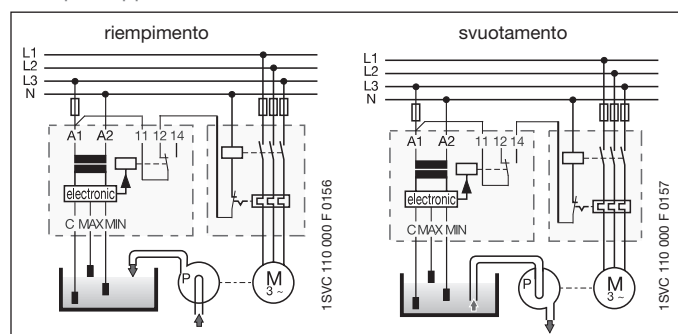 riempimento
L1
L2
L3
N
A1 A2 11 12 14
electronic
C MAX MIN
P
M
3 ~
1SVC 110 000 F 0156
svuotamento
L1
L2
L3
N
A1 A2 11 12 14
electronic
C MAX MIN
P
M
3 ~
1SVC 110 000 F 0157